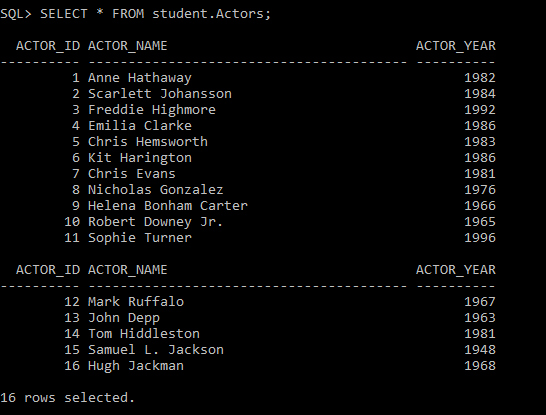 SQL> SELECT * FROM student.Actors;
ACTOR_ID ACTOR_NAME ACTOR_YEAR
---------- ---------------------------------------- ----------
1 Anne Hathaway 1982
2 Scarlett Johansson 1984
3 Freddie Highmore 1992
4 Emilia Clarke 1986
5 Chris Hemsworth 1983
6 Kit Harington 1986
7 Chris Evans 1981
8 Nicholas Gonzalez 1976
9 Helena Bonham Carter 1966
10 Robert Downey Jr. 1965
11 Sophie Turner 1996
ACTOR_ID ACTOR_NAME ACTOR_YEAR
---------- ---------------------------------------- ----------
12 Mark Ruffalo 1967
13 John Depp 1963
14 Tom Hiddleston 1981
15 Samuel L. Jackson 1948
16 Hugh Jackman 1968
16 rows selected.